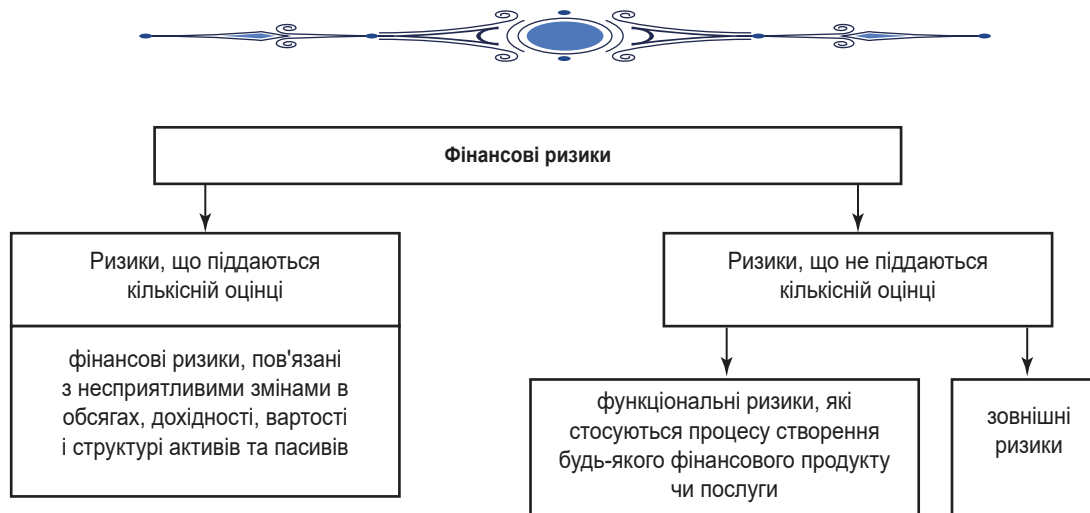 Фінансові ризики
Ризики, що піддаються
кількісній оцінці
фінансові ризики, пов'язані
з несприятливими змінами в
обсягах, дохідності, вартості
і структурі активів та пасивів
Ризики, що не піддаються
кількісній оцінці
функціональні ризики, які
стосуються процесу створення
будь-якого фінансового продукту
чи послуги
зовнішні
ризики